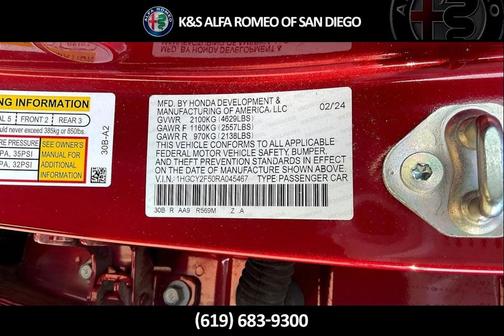 K&S ALFA ROMEO OF SAN DIEGO
ING INFORMATION
AL 5 FRONT 2 REAR 3
ould never exceed 385kg or 850lbs.
PA, 35PSI
PA, 32PSI
SEE OWNER'S
MANUAL FOR
ADDITIONAL
INFORMATION
30B-A2
MFD. BY HONDA DEVELOPMENT &
MANUFACTURING OF AMERICA, LLC 02/24
GVWR 2100KG (4629LBS)
GAWR F 1160KG (2557LBS)
GAWR R 970KG (2138LBS)
THIS VEHICLE CONFORMS TO ALL APPLICABLE
FEDERAL MOTOR VEHICLE SAFETY, BUMPER,
AND THEFT PREVENTION STANDARDS IN EFFECT
ON THE DATE OF MANUFACTURE SHOWN ABOVE.
V.I.N.: 1HGCY2F50RA045467 TYPE PASSENGER CAR
30B R AA9 R569M Z A
(619) 683-9300